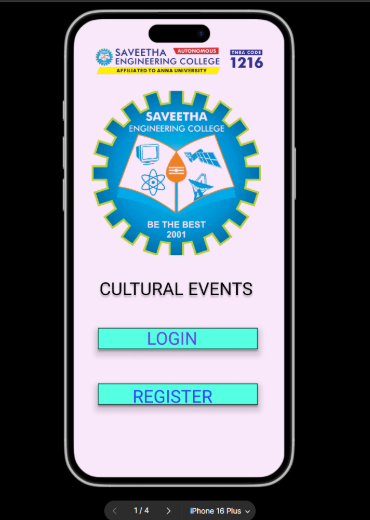 SAVEETHA AUTONOMOUS
ENGINEERING COLLEGE
AFFILIATED TO ANNA UNIVERSITY
TNEA CODE
1216
SAVEETHA
ENGINEERING COLLEGE
BE THE BEST
2001
CULTURAL EVENTS
LOGIN
REGISTER
1 / 4 iPhone 16 Plus